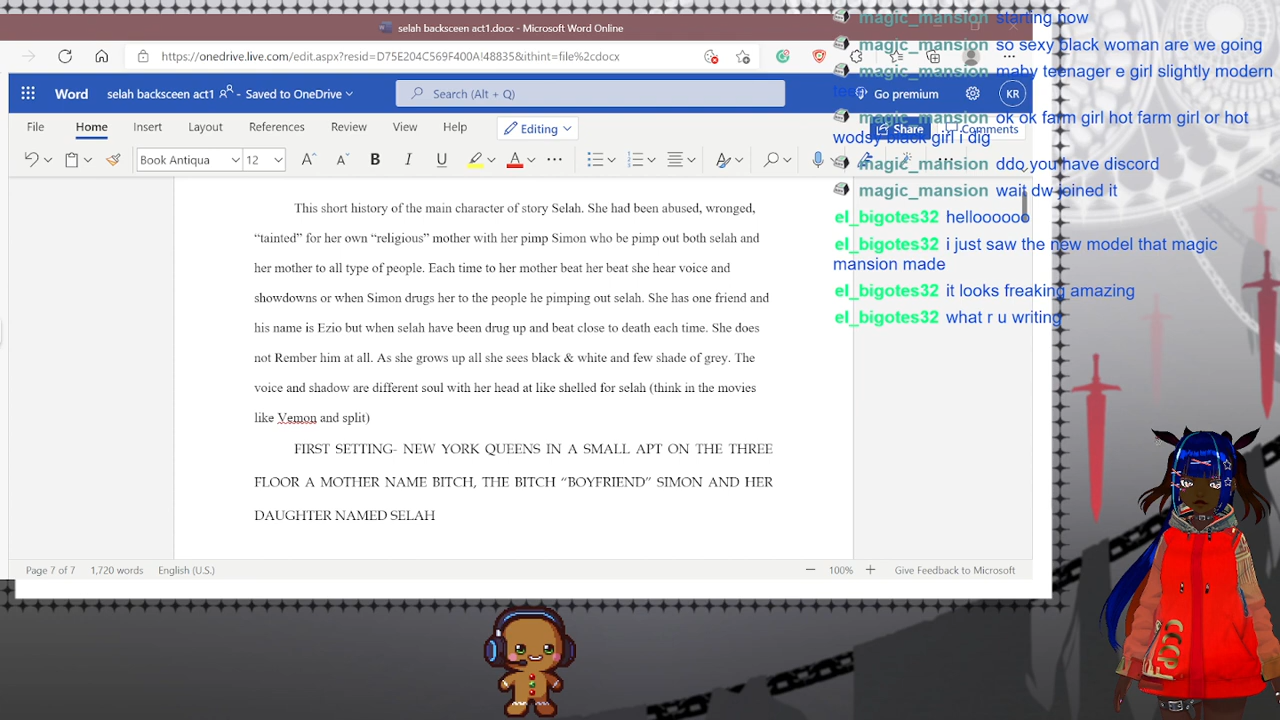 selah backsceen act1.docx - Microsoft Word Online
https://onedrive.live.com/edit.aspx?resid=D75E204C569F400A!48835&ithint=file%2cdocx
Word
selah backsceen act1 - Saved to OneDrive
Search (Alt + Q)
Go premium
KR
File Home Insert Layout References Review View Help Editing Share Comments
Book Antiqua 12
This short history of the main character of story Selah. She had been abused, wronged,
“tainted” for her own “religious” mother with her pimp Simon who be pimp out both selah and
her mother to all type of people. Each time to her mother beat her beat she hear voice and
showdowns or when Simon drugs her to the people he pimping out selah. She has one friend and
his name is Ezio but when selah have been drug up and beat close to death each time. She does
not Rember him at all. As she grows up all she sees black & white and few shade of grey. The
voice and shadow are different soul with her head at like shelled for selah (think in the movies
like Vemon and split)
FIRST SETTING- NEW YORK QUEENS IN A SMALL APT ON THE THREE
FLOOR A MOTHER NAME BITCH, THE BITCH “BOYFRIEND” SIMON AND HER
DAUGHTER NAMED SELAH
Page 7 of 7 1,720 words English (U.S.) 100% Give Feedback to Microsoft
magic_mansion starting now
magic_mansion so sexy black woman are we going
magic_mansion maby teenager e girl slightly modern
magic_mansion ok ok farm girl hot farm girl or hot
wodsy black girl i dig
magic_mansion ddo you have discord
magic_mansion wait dw joined it
el_bigotes32 helloooooo
el_bigotes32 i just saw the new model that magic
mansion made
el_bigotes32 it looks freaking amazing
el_bigotes32 what r u writing
CCCP